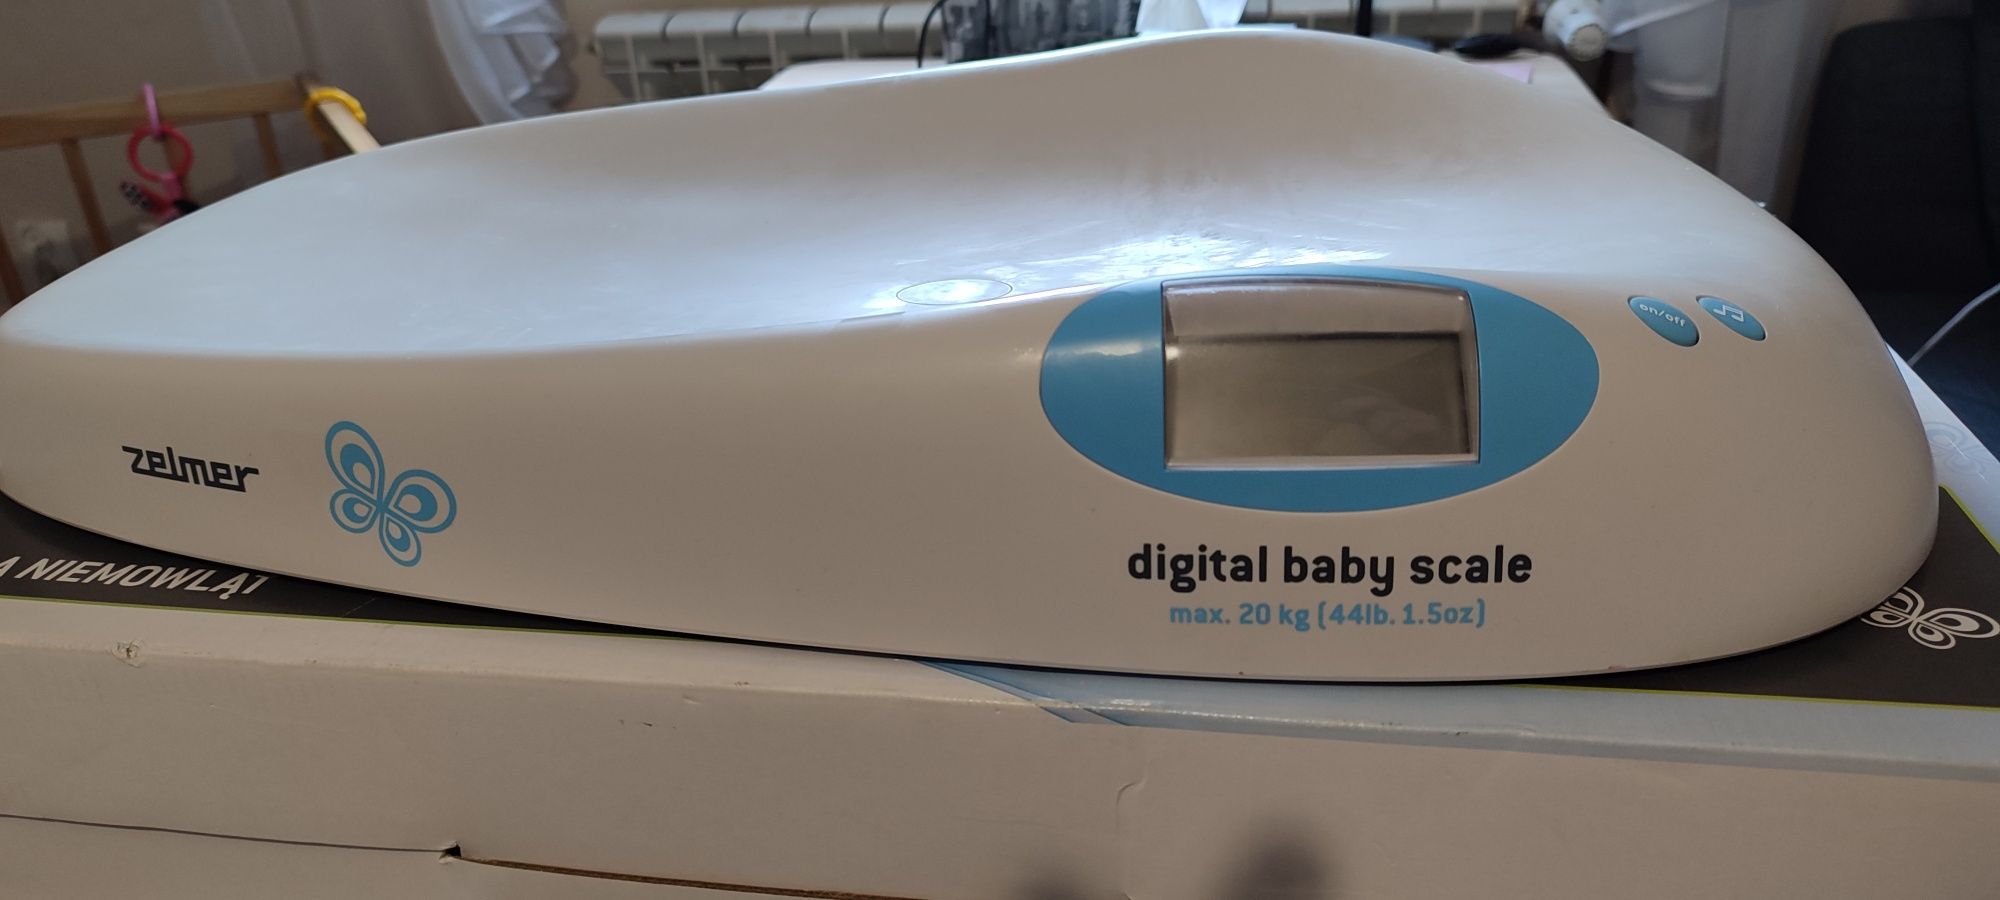 on/off
zelmer
digital baby scale
max. 20 kg (44lb. 1.5oz)
A NIEMOWLĄT